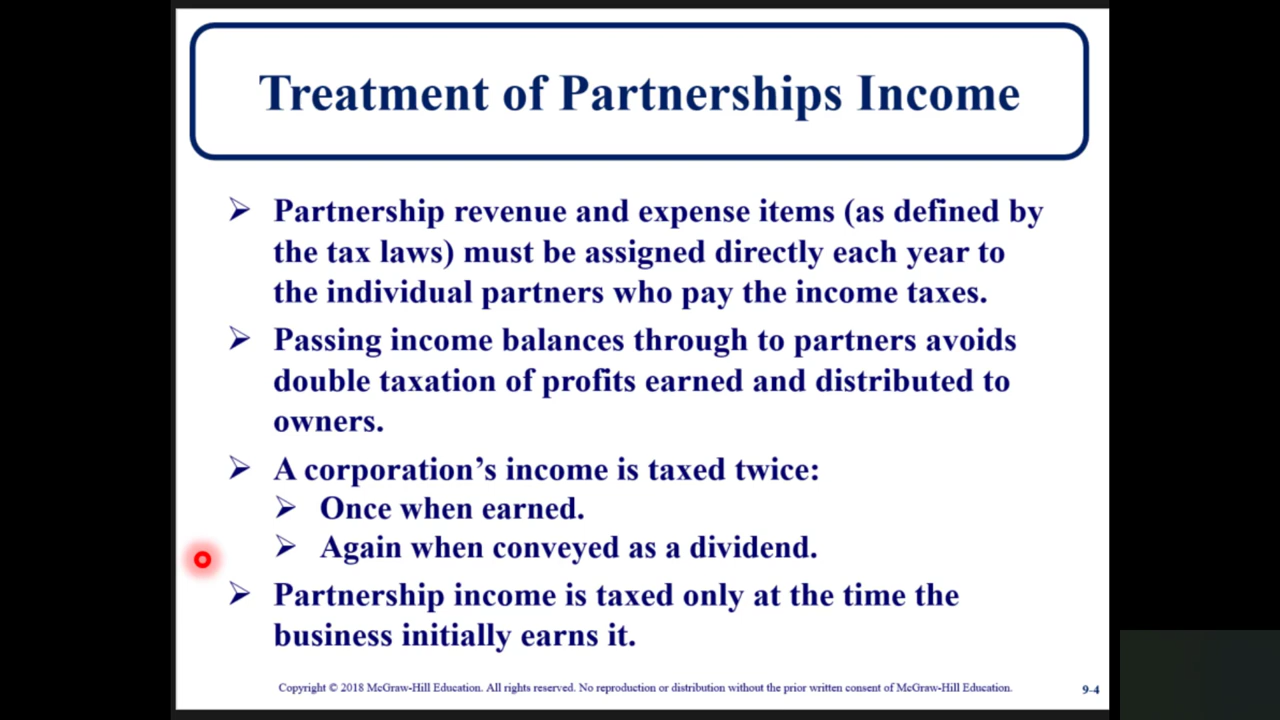 Treatment of Partnerships Income
➢ Partnership revenue and expense items (as defined by
the tax laws) must be assigned directly each year to
the individual partners who pay the income taxes.
➢ Passing income balances through to partners avoids
double taxation of profits earned and distributed to
owners.
➢ A corporation’s income is taxed twice:
➢ Once when earned.
➢ Again when conveyed as a dividend.
➢ Partnership income is taxed only at the time the
business initially earns it.
Copyright © 2018 McGraw-Hill Education. All rights reserved. No reproduction or distribution without the prior written consent of McGraw-Hill Education.
9-4